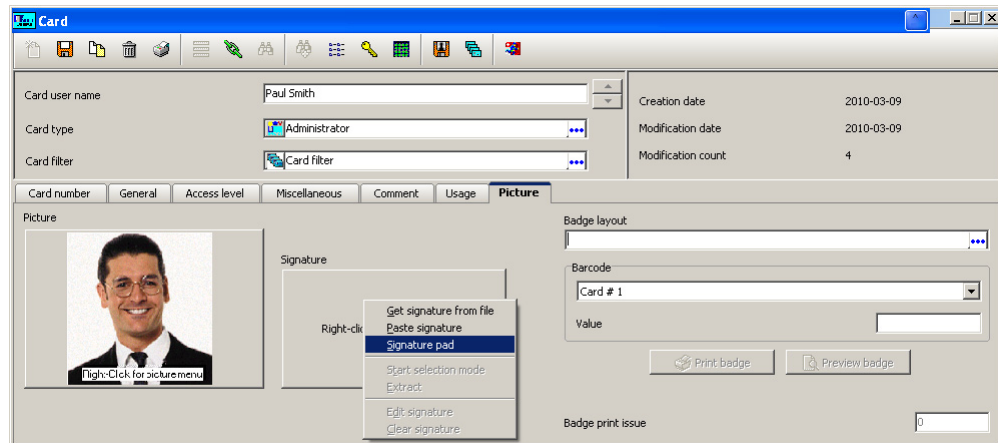 Card
Card user name
Paul Smith
Card type
Administrator
Card filter
Card filter
Creation date
2010-03-09
Modification date
2010-03-09
Modification count
4
Card number
General
Access level
Miscellaneous
Comment
Usage
Picture
Picture
Right-Click for picture menu
Signature
Right-clic
Get signature from file
Paste signature
Signature pad
Start selection mode
Extract
Edit signature
Clear signature
Badge layout
Barcode
Card # 1
Value
Print badge
Preview badge
Badge print issue
0